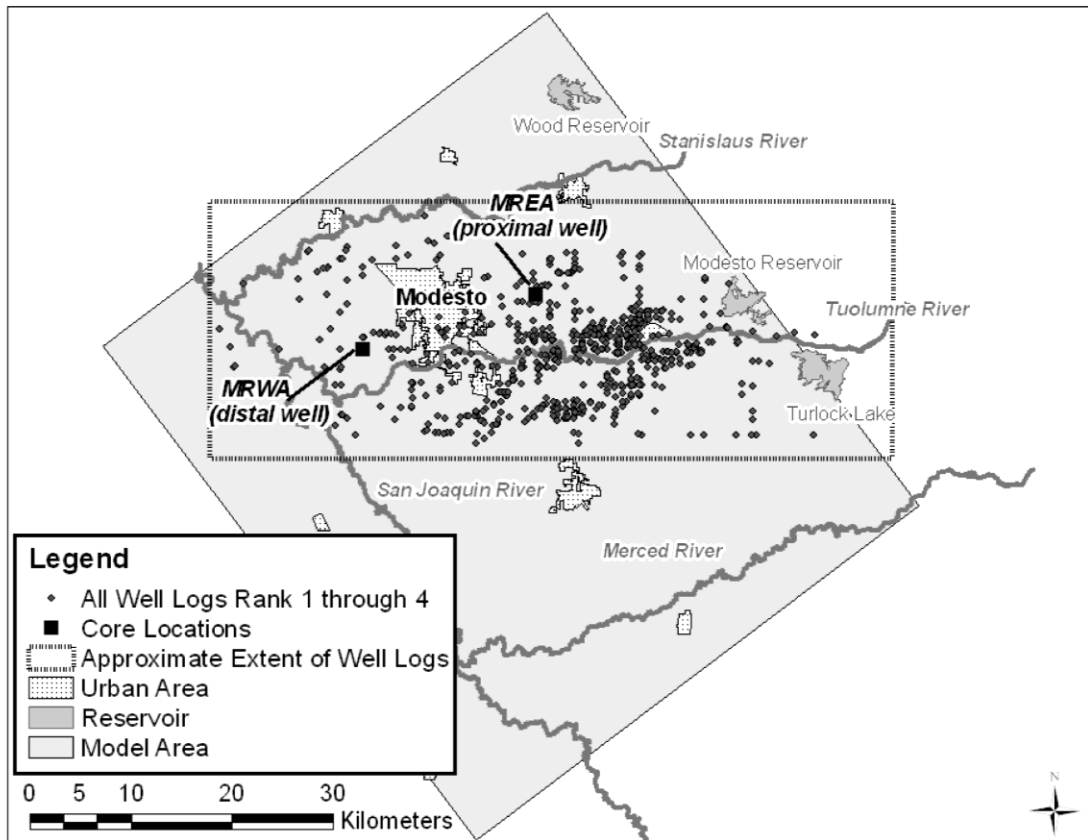 Wood Reservoir
Stanislaus River
MREA
(proximal well)
Modesto Reservoir
Modesto
Tuolumne River
MRWA
(distal well)
Turlock Lake
San Joaquin River
Merced River
Legend
All Well Logs Rank 1 through 4
Core Locations
Approximate Extent of Well Logs
Urban Area
Reservoir
Model Area
0 5 10 20 30
Kilometers
N